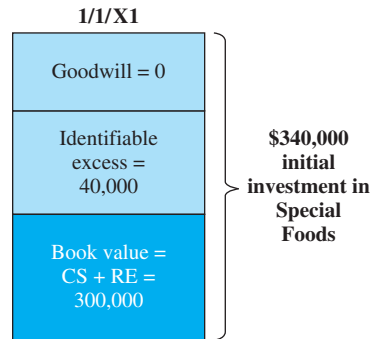 1/1/X1
Goodwill = 0
Identifiable
excess =
40,000
Book value =
CS + RE =
300,000
$340,000
initial
investment in
Special
Foods